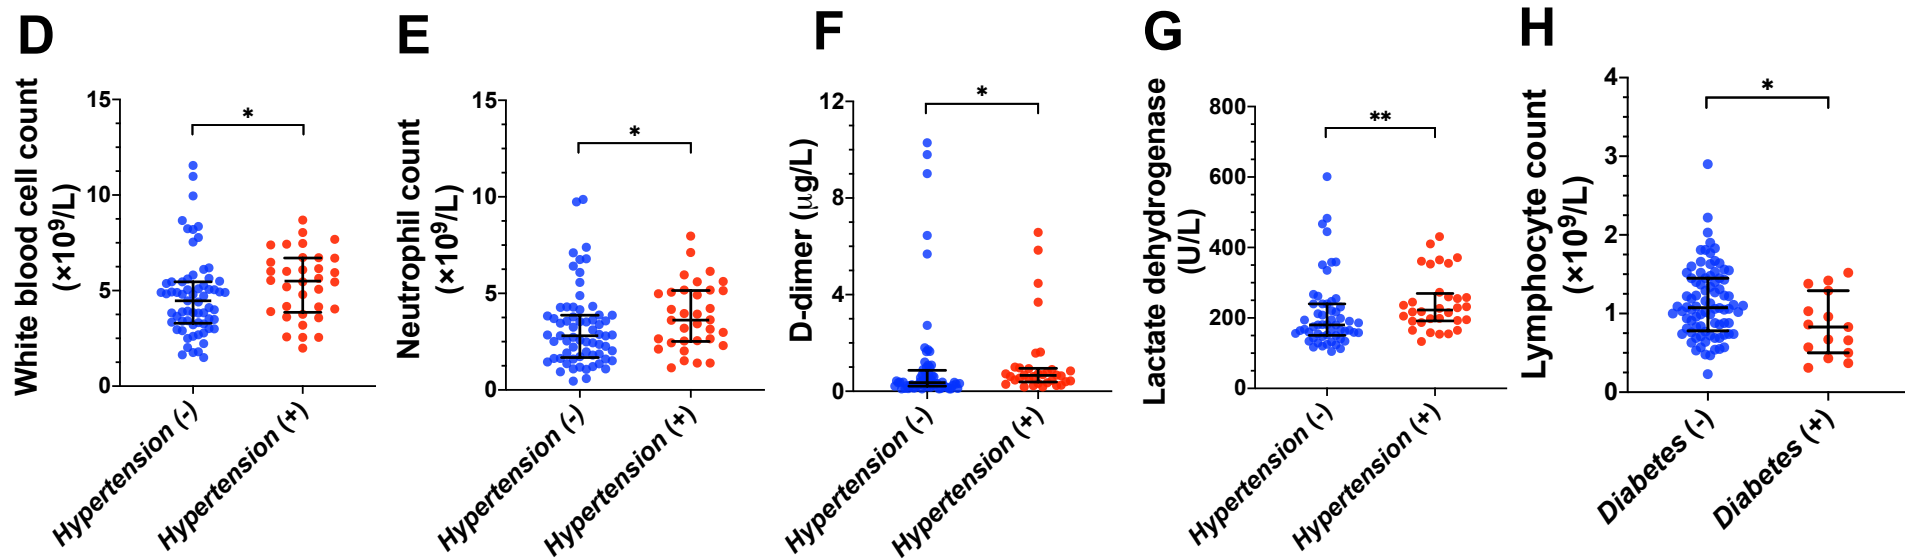 D
White blood cell count
(×10⁹/L)
15
10
5
0
*
Hypertension (-)
Hypertension (+)
E
Neutrophil count
(×10⁹/L)
15
10
5
0
*
Hypertension (-)
Hypertension (+)
F
D-dimer (μg/L)
12
8
4
0
*
Hypertension (-)
Hypertension (+)
G
Lactate dehydrogenase
(U/L)
800
600
400
200
0
**
Hypertension (-)
Hypertension (+)
H
Lymphocyte count
(×10⁹/L)
4
3
2
1
0
*
Diabetes (-)
Diabetes (+)